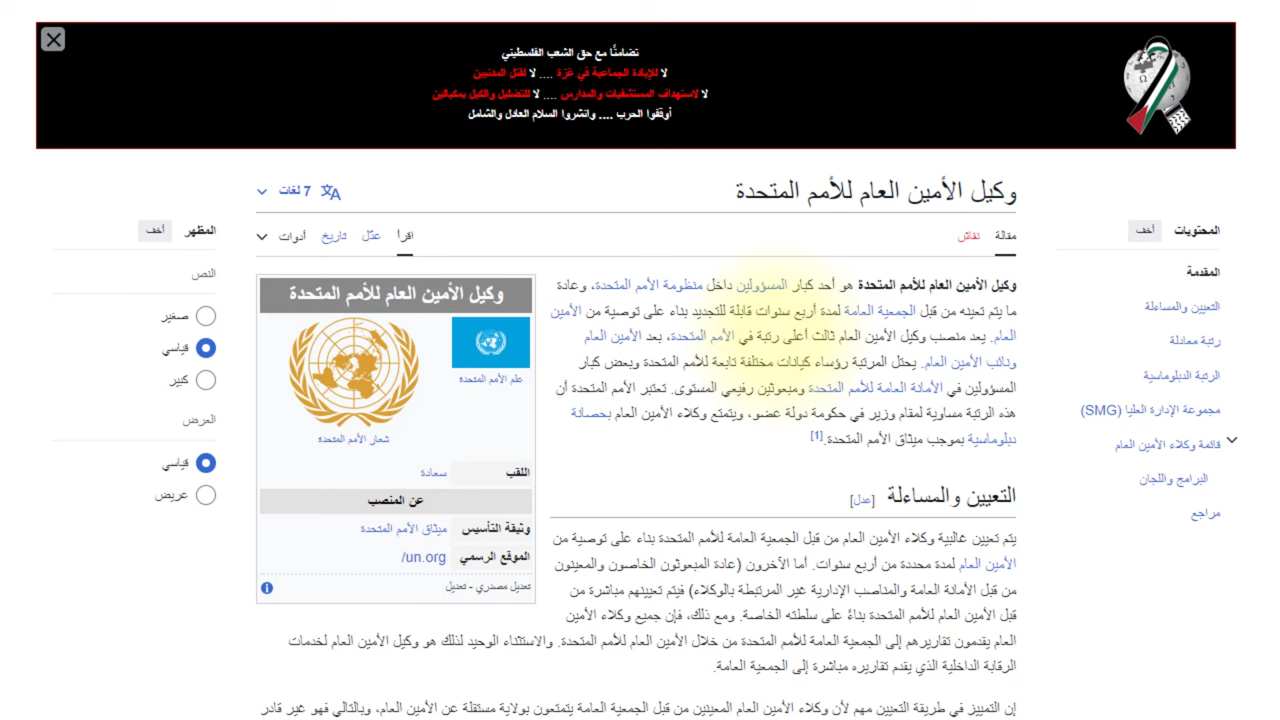 تضامنًا مع حق الشعب الفلسطيني
لا للإبادة الجماعية في غزة .... لا لقتل المدنيين
لا لاستهداف المستشفيات والمدارس .... لا للتضليل والكيل بمكيالين
أوقفوا الحرب .... وانشروا السلام العادل والشامل
وكيل الأمين العام للأمم المتحدة
7 لغات
مقالة
نقاش
اقرأ
عدّل
تاريخ
أدوات
المحتويات
أخف
المقدمة
التعيين والمساءلة
رتبة معادلة
الرتبة الدبلوماسية
مجموعة الإدارة العليا (SMG)
قائمة وكلاء الأمين العام
البرامج واللجان
مراجع
وكيل الأمين العام للأمم المتحدة هو أحد كبار المسؤولين داخل منظومة الأمم المتحدة، وعادة
ما يتم تعينه من قبل الجمعية العامة لمدة أربع سنوات قابلة للتجديد بناء على توصية من الأمين
العام. يعد منصب وكيل الأمين العام ثالث أعلى رتبة في الأمم المتحدة، بعد الأمين العام
ونائب الأمين العام. يحتل المرتبة رؤساء كيانات مختلفة تابعة للأمم المتحدة وبعض كبار
المسؤولين في الأمانة العامة للأمم المتحدة ومبعوثين رفيعي المستوى. تعتبر الأمم المتحدة أن
هذه الرتبة مساوية لمقام وزير في حكومة دولة عضو، ويتمتع وكلاء الأمين العام بحصانة
دبلوماسية بموجب ميثاق الأمم المتحدة.[1]
التعيين والمساءلة [عدل]
يتم تعيين غالبية وكلاء الأمين العام من قبل الجمعية العامة للأمم المتحدة بناء على توصية من
الأمين العام لمدة محددة من أربع سنوات. أما الآخرون (عادة المبعوثون الخاصون والمعينون
من قبل الأمانة العامة والمناصب الإدارية غير المرتبطة بالوكلاء) فيتم تعيينهم مباشرة من
قبل الأمين العام للأمم المتحدة بناءً على سلطته الخاصة. ومع ذلك، فإن جميع وكلاء الأمين
العام يقدمون تقاريرهم إلى الجمعية العامة للأمم المتحدة من خلال الأمين العام للأمم المتحدة. والاستثناء الوحيد لذلك هو وكيل الأمين العام لخدمات
الرقابة الداخلية الذي يقدم تقاريره مباشرة إلى الجمعية العامة.
إن التمييز في طريقة التعيين مهم لأن وكلاء الأمين العام المعينين من قبل الجمعية العامة يتمتعون بولاية مستقلة عن الأمين العام، وبالتالي فهو غير قادر
وكيل الأمين العام للأمم المتحدة
علم الأمم المتحدة
شعار الأمم المتحدة
اللقب سعادة
عن المنصب
وثيقة التأسيس ميثاق الأمم المتحدة
الموقع الرسمي un.org/
تعديل مصدري - تعديل
المظهر
أخف
النص
صغير
قياسي
كبير
العرض
قياسي
عريض